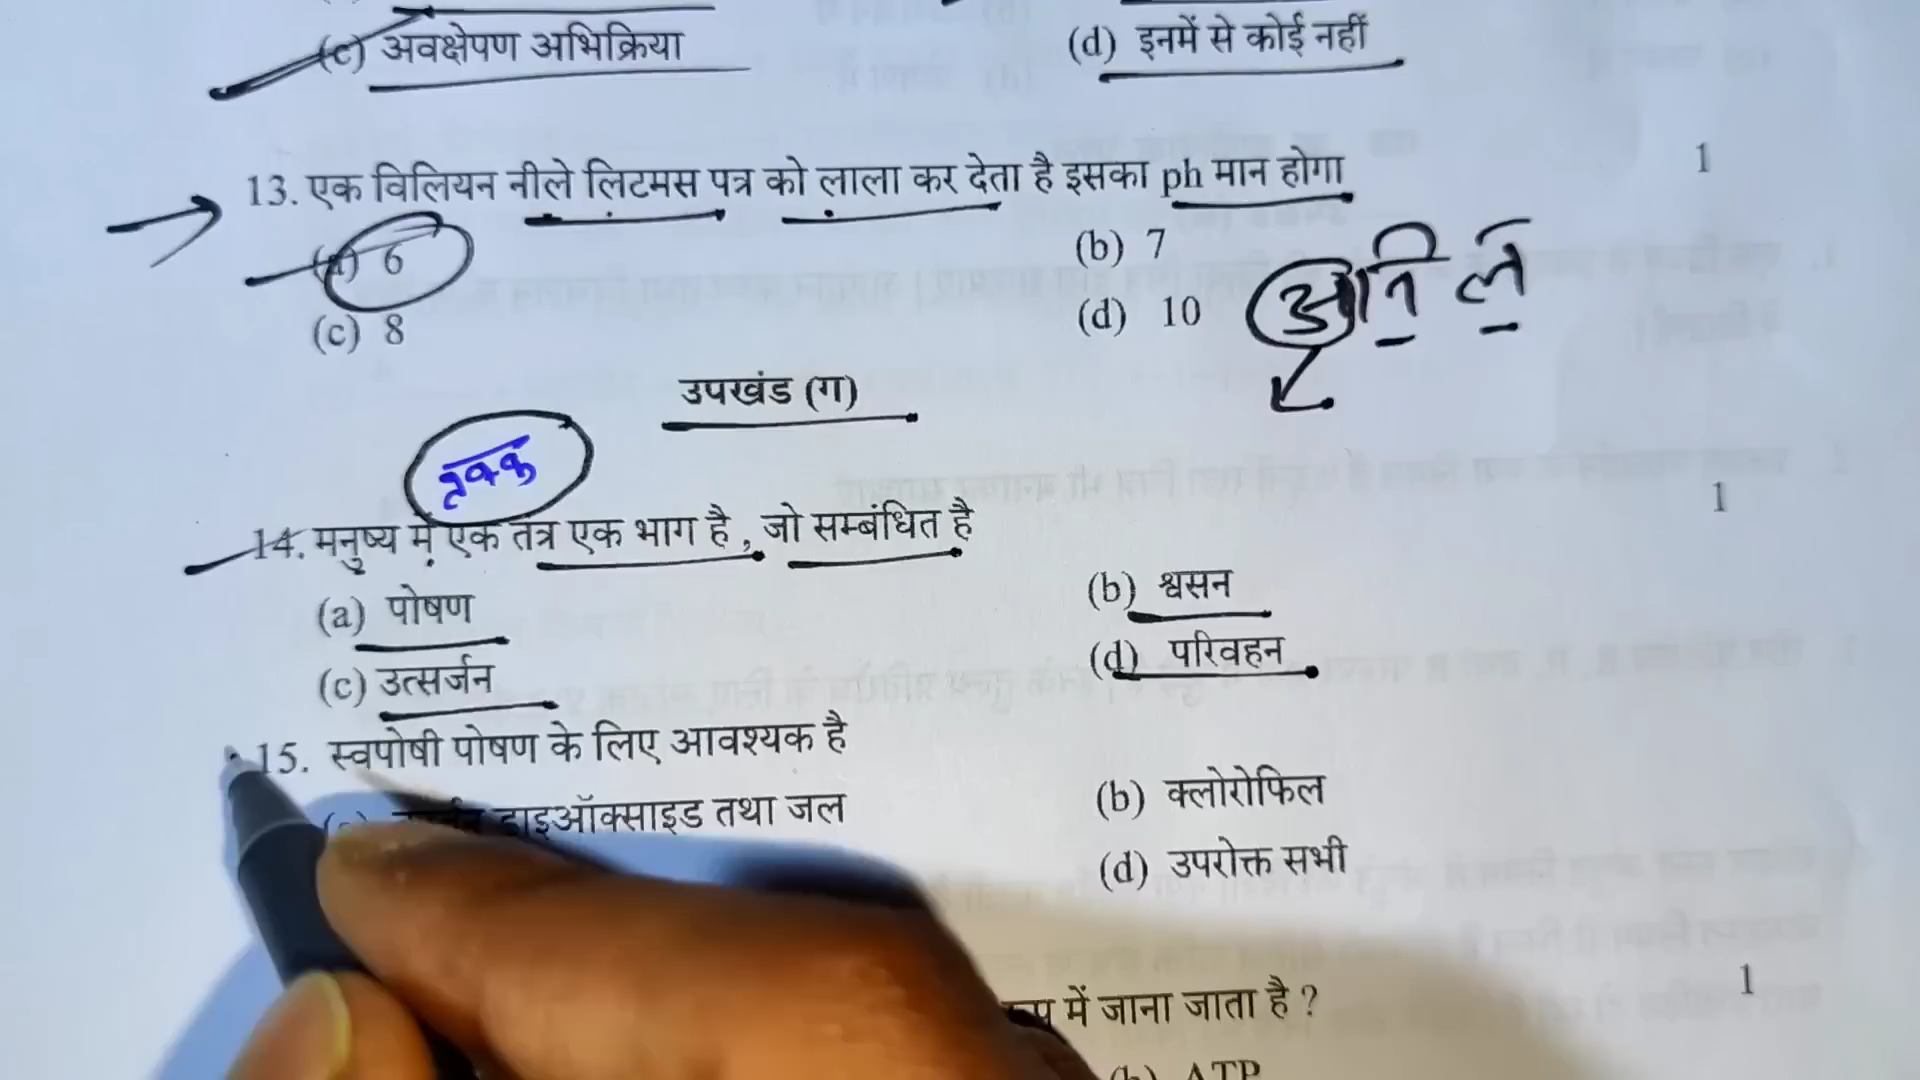 (c) अवक्षेपण अभिक्रिया (d) इनमें से कोई नहीं
13. एक विलियन नीले लिटमस पत्र को लाला कर देता है इसका ph मान होगा 1
(a) 6 (b) 7
(c) 8 (d) 10
उपखंड (ग)
वृक्क
14. मनुष्य में एक तंत्र एक भाग है , जो सम्बंधित है 1
(a) पोषण (b) श्वसन
(c) उत्सर्जन (d) परिवहन
15. स्वपोषी पोषण के लिए आवश्यक है
डाइऑक्साइड तथा जल (b) क्लोरोफिल
(d) उपरोक्त सभी
में जाना जाता है ? 1
(b) ATP